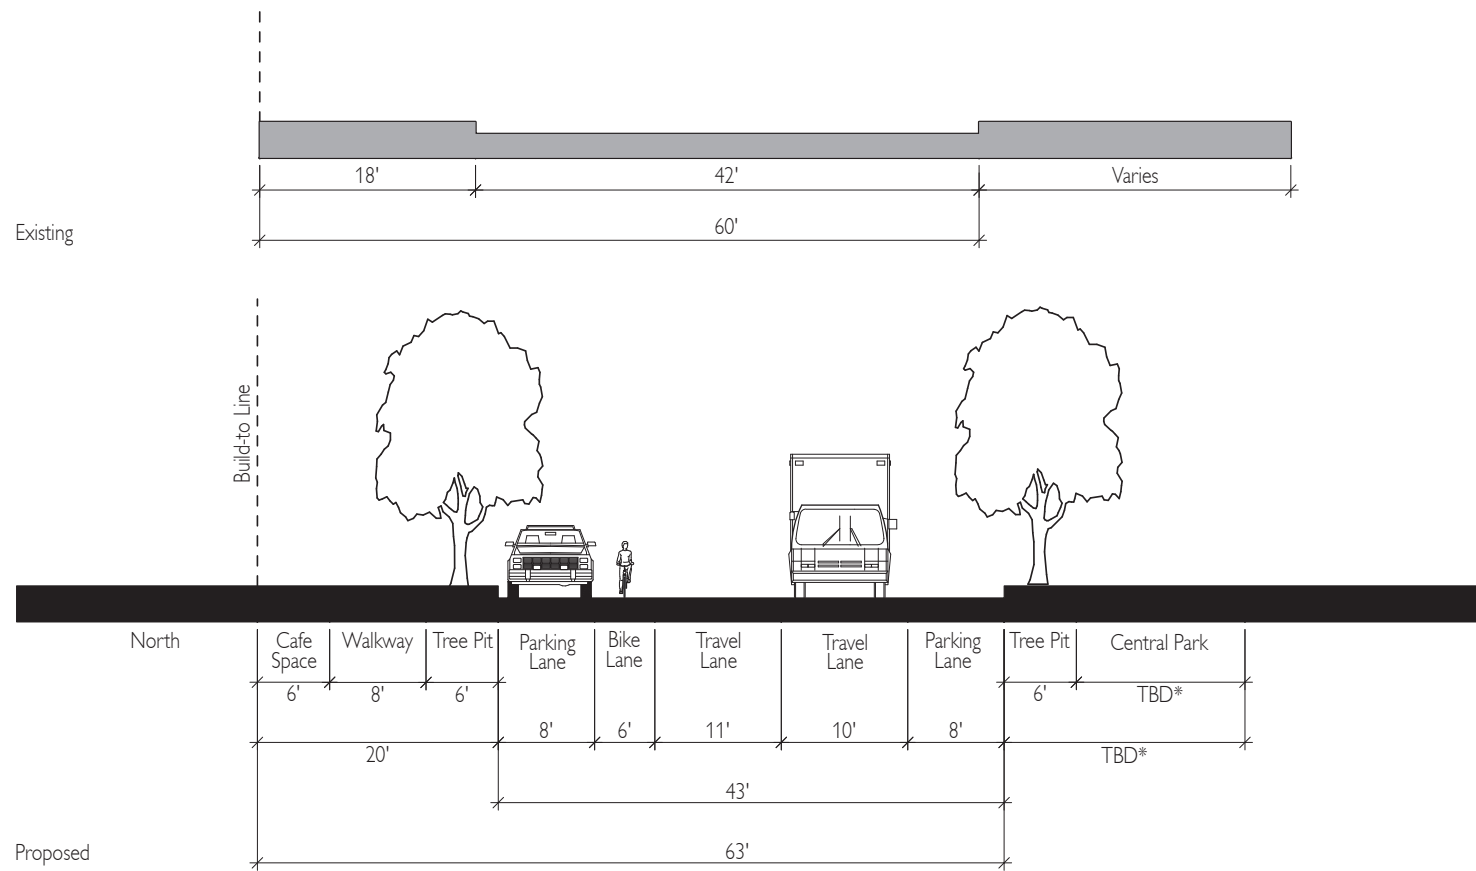 18'
42'
Varies
60'
Existing
Build-to Line
North
Cafe
Space
Walkway
Tree Pit
Parking
Lane
Bike
Lane
Travel
Lane
Travel
Lane
Parking
Lane
Tree Pit
Central Park
6'
8'
6'
6'
TBD*
8'
6'
11'
10'
8'
20'
TBD*
43'
63'
Proposed